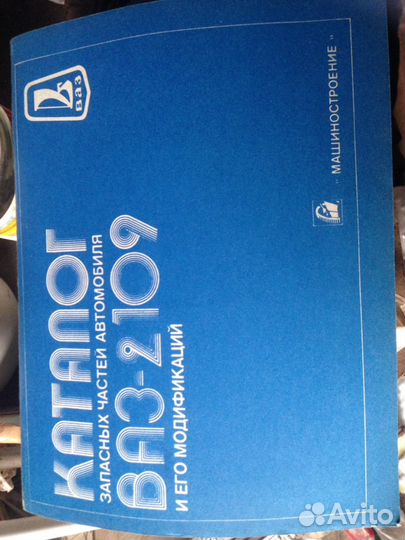 ваз
КАТАЛОГ
ЗАПАСНЫХ ЧАСТЕЙ АВТОМОБИЛЯ
ВАЗ-2109
И ЕГО МОДИФИКАЦИЙ
„ МАШИНОСТРОЕНИЕ "
Avito